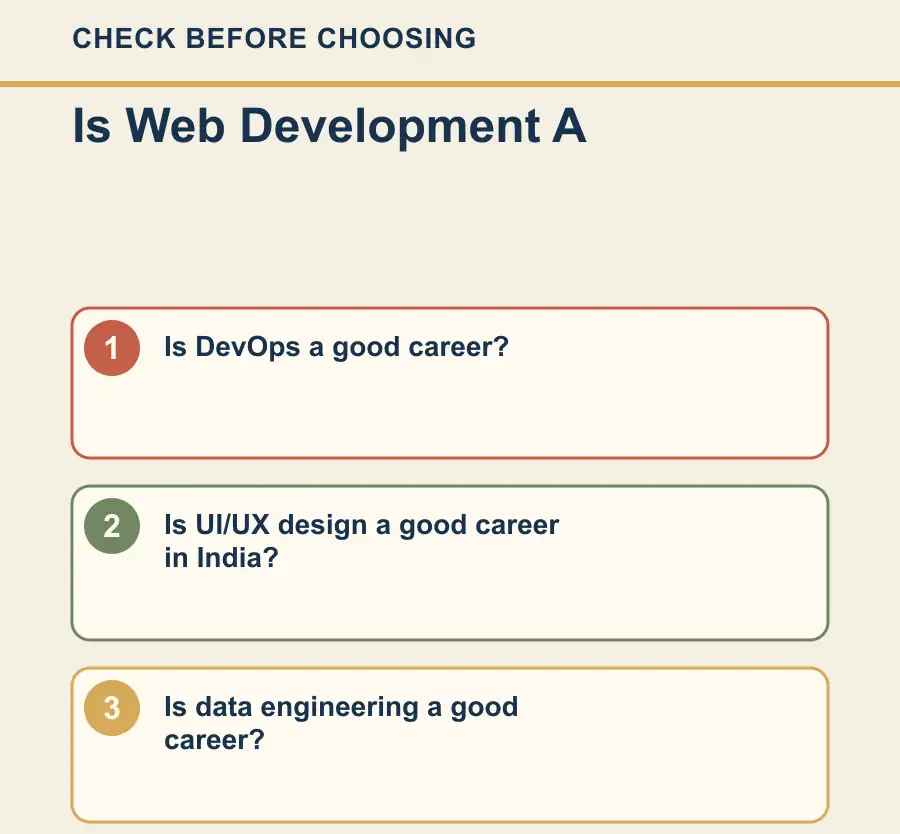 CHECK BEFORE CHOOSING
Is Web Development A
1
Is DevOps a good career?
2
Is UI/UX design a good career
in India?
3
Is data engineering a good
career?